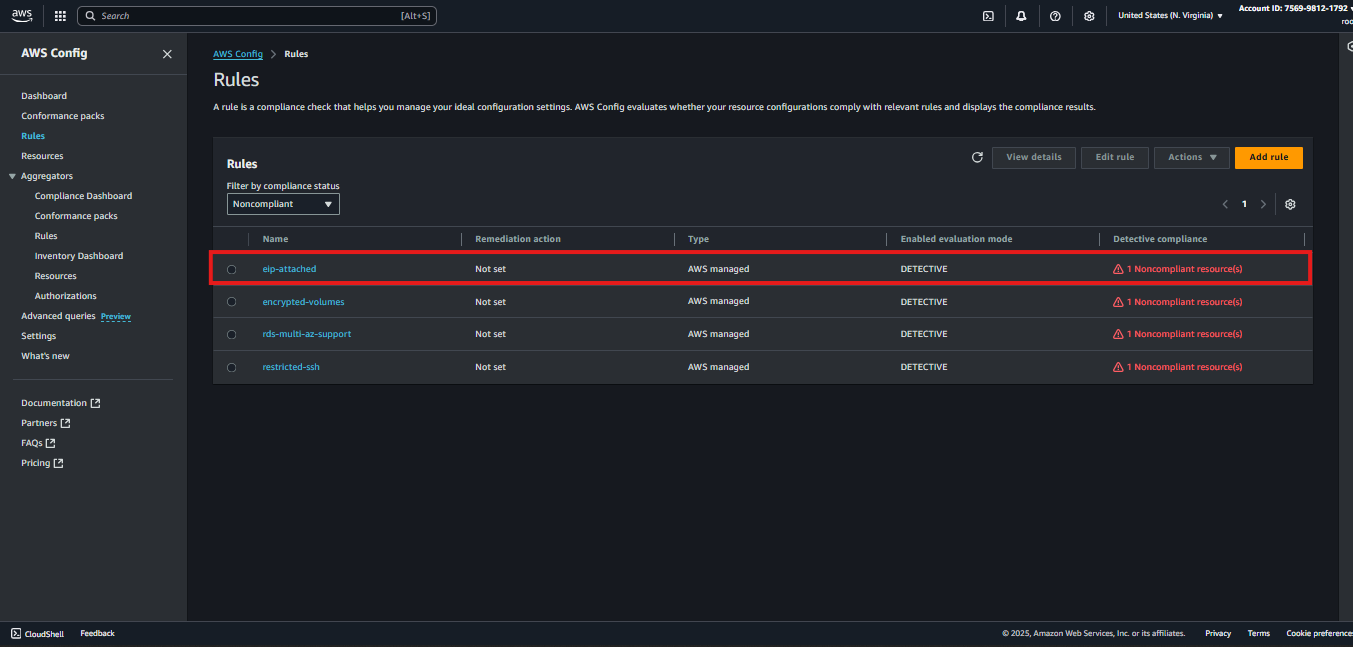 aws Search [Alt+S] United States (N. Virginia) Account ID: 7569-9812-1792
AWS Config
AWS Config Rules
Rules
A rule is a compliance check that helps you manage your ideal configuration settings. AWS Config evaluates whether your resource configurations comply with relevant rules and displays the compliance results.
Dashboard
Conformance packs
Rules
Resources
Aggregators
Compliance Dashboard
Conformance packs
Rules
Inventory Dashboard
Resources
Authorizations
Advanced queries Preview
Settings
What's new
Documentation
Partners
FAQs
Pricing
Rules View details Edit rule Actions Add rule
Filter by compliance status
Noncompliant 1
Name Remediation action Type Enabled evaluation mode Detective compliance
eip-attached Not set AWS managed DETECTIVE 1 Noncompliant resource(s)
encrypted-volumes Not set AWS managed DETECTIVE 1 Noncompliant resource(s)
rds-multi-az-support Not set AWS managed DETECTIVE 1 Noncompliant resource(s)
restricted-ssh Not set AWS managed DETECTIVE 1 Noncompliant resource(s)
CloudShell Feedback © 2025, Amazon Web Services, Inc. or its affiliates. Privacy Terms Cookie preferences